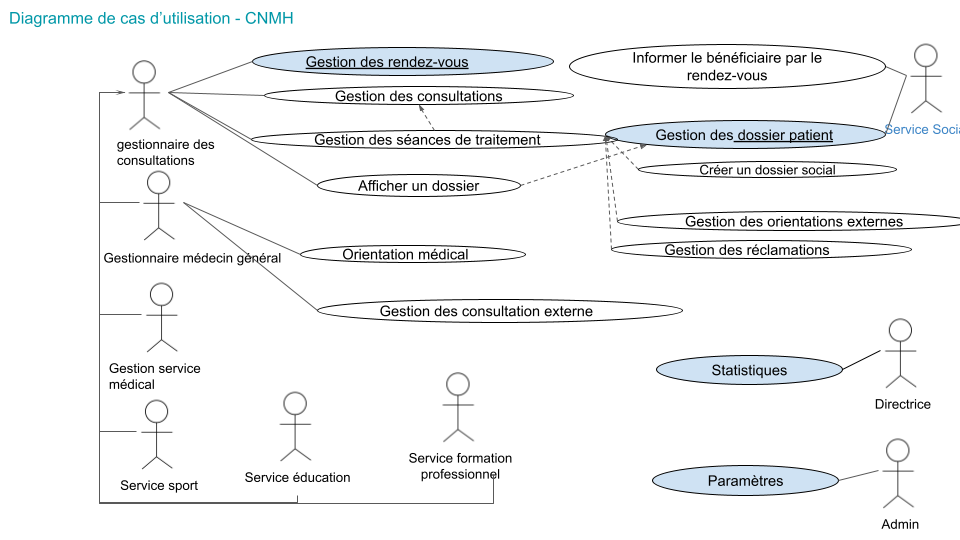 Diagramme de cas d'utilisation - CNMH
Gestion des rendez-vous
Informer le bénéficiaire par le
rendez-vous
Gestion des consultations
Service Socia
gestionnaire des
consultations
Gestion des séances de traitement
Gestion des dossier patient
Créer un dossier social
Afficher un dossier
Gestion des orientations externes
Gestion des réclamations
Gestionnaire médecin général
Orientation médical
Gestion des consultation externe
Gestion service
médical
Statistiques
Directrice
Service sport
Service éducation
Service formation
professionnel
Paramètres
Admin